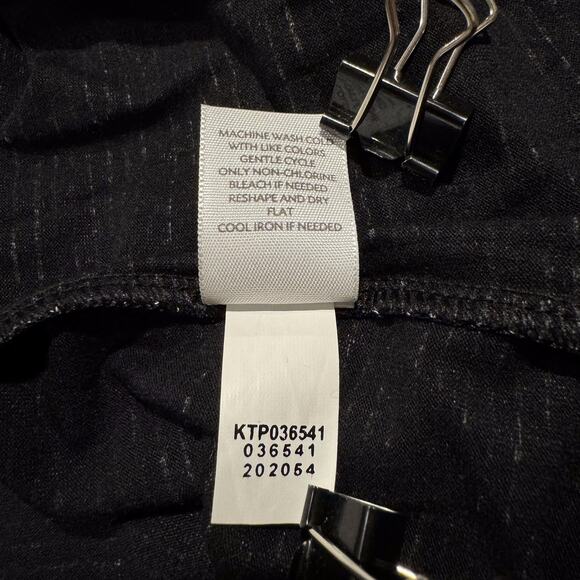 MACHINE WASH COLD
WITH LIKE COLORS
GENTLE CYCLE
ONLY NON-CHLORINE
BLEACH IF NEEDED
RESHAPE AND DRY
FLAT
COOL IRON IF NEEDED
KTP036541
036541
202054